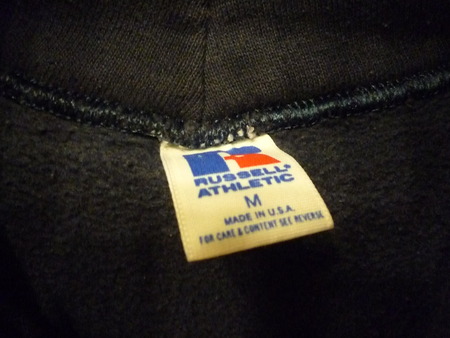 RUSSELL®
ATHLETIC
M
MADE IN U.S.A.
FOR CARE & CONTENT SEE REVERSE